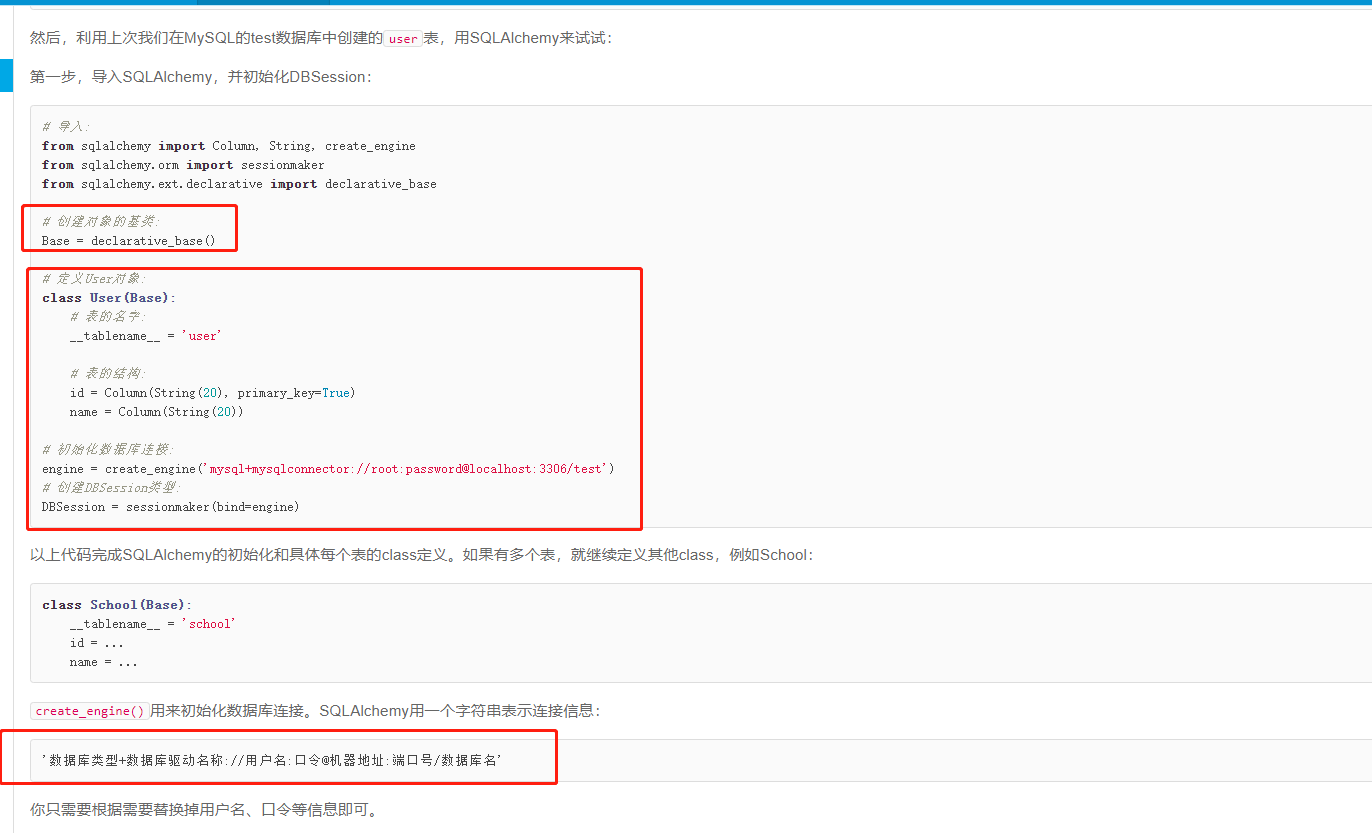 然后，利用上次我们在MySQL的test数据库中创建的user表，用SQLAlchemy来试试：
第一步，导入SQLAlchemy，并初始化DBSession：
# 导入:
from sqlalchemy import Column, String, create_engine
from sqlalchemy.orm import sessionmaker
from sqlalchemy.ext.declarative import declarative_base
# 创建对象的基类:
Base = declarative_base()
# 定义User对象:
class User(Base):
    # 表的名字:
    __tablename__ = 'user'
    # 表的结构:
    id = Column(String(20), primary_key=True)
    name = Column(String(20))
# 初始化数据库连接:
engine = create_engine('mysql+mysqlconnector://root:password@localhost:3306/test')
# 创建DBSession类型:
DBSession = sessionmaker(bind=engine)
以上代码完成SQLAlchemy的初始化和具体每个表的class定义。如果有多个表，就继续定义其他class，例如School：
class School(Base):
    __tablename__ = 'school'
    id = ...
    name = ...
create_engine()用来初始化数据库连接。SQLAlchemy用一个字符串表示连接信息：
'数据库类型+数据库驱动名称://用户名:口令@机器地址:端口号/数据库名'
你只需要根据需要替换掉用户名、口令等信息即可。